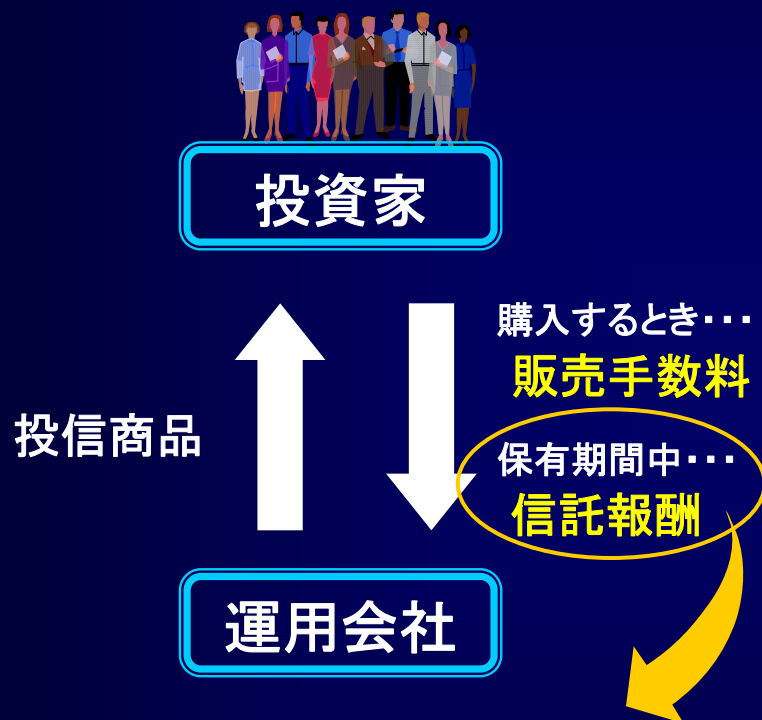 投資家
購入するとき･･･
販売手数料
投信商品
保有期間中･･･
信託報酬
運用会社